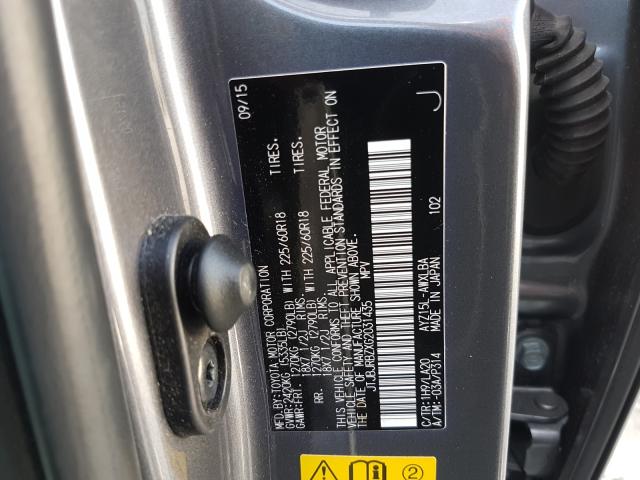 MFD.BY:TOYOTA MOTOR CORPORATION 09/15
GVWR:2420KG (5335LB)
GAWR:FRT. 1270KG (2790LB) WITH 225/60R18 TIRES.
18X7 1/2J RIMS.
RR. 1270KG (2790LB) WITH 225/60R18 TIRES.
18X7 1/2J RIMS.
THIS VEHICLE CONFORMS TO ALL APPLICABLE FEDERAL MOTOR
VEHICLE SAFETY AND THEFT PREVENTION STANDARDS IN EFFECT ON
THE DATE OF MANUFACTURE SHOWN ABOVE.
MPV
C/TR:1H9/LA20 AYZ15L-AWXLBA
A/TM:-03A/P314 MADE IN JAPAN 102
J
2